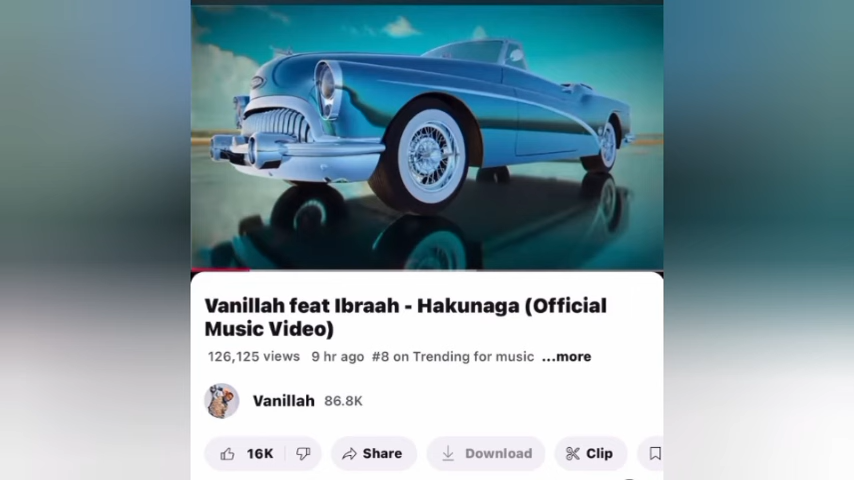 Vanillah feat Ibraah - Hakunaga (Official
Music Video)
126,125 views 9 hr ago #8 on Trending for music ...more
Vanillah 86.8K
16K Share Download Clip